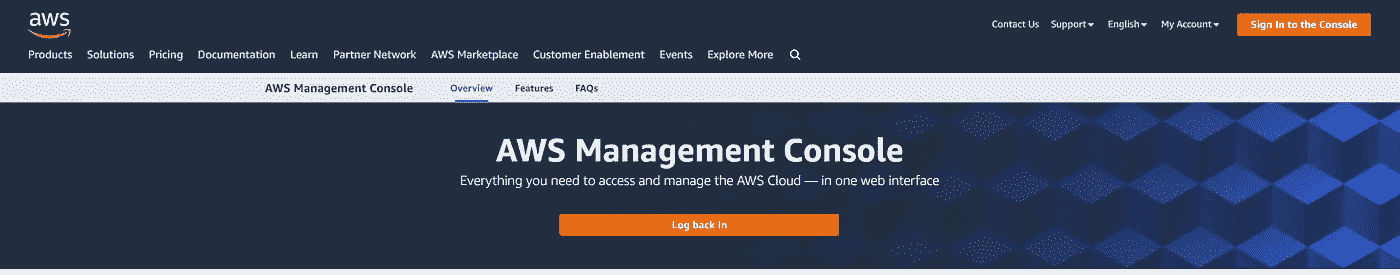 aws
Contact Us Support English My Account Sign In to the Console
Products Solutions Pricing Documentation Learn Partner Network AWS Marketplace Customer Enablement Events Explore More
AWS Management Console Overview Features FAQs
AWS Management Console
Everything you need to access and manage the AWS Cloud — in one web interface
Log back in